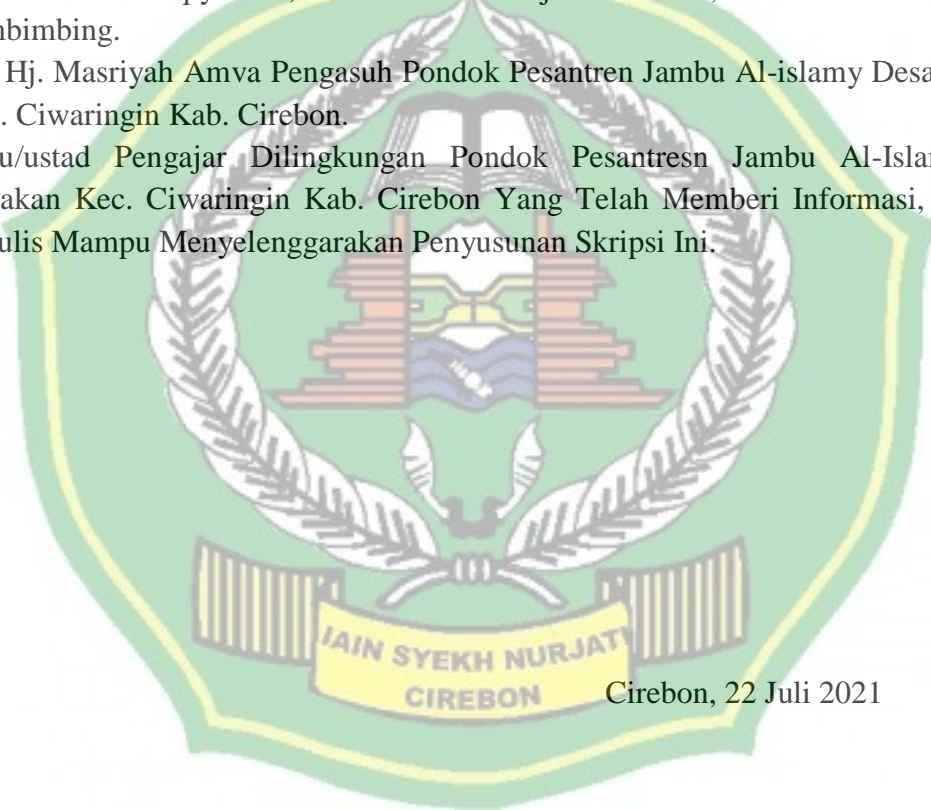 Hj. Masriyah Amva Pengasuh Pondok Pesantren Jambu Al-islamy Desa
. Ciwaringin Kab. Cirebon.
u/ustad Pengajar Dilingkungan Pondok Pesantresn Jambu Al-Islam
akan Kec. Ciwaringin Kab. Cirebon Yang Telah Memberi Informasi,
ulis Mampu Menyelenggarakan Penyusunan Skripsi Ini.
IAIN SYEKH NURJATI
CIREBON
Cirebon, 22 Juli 2021